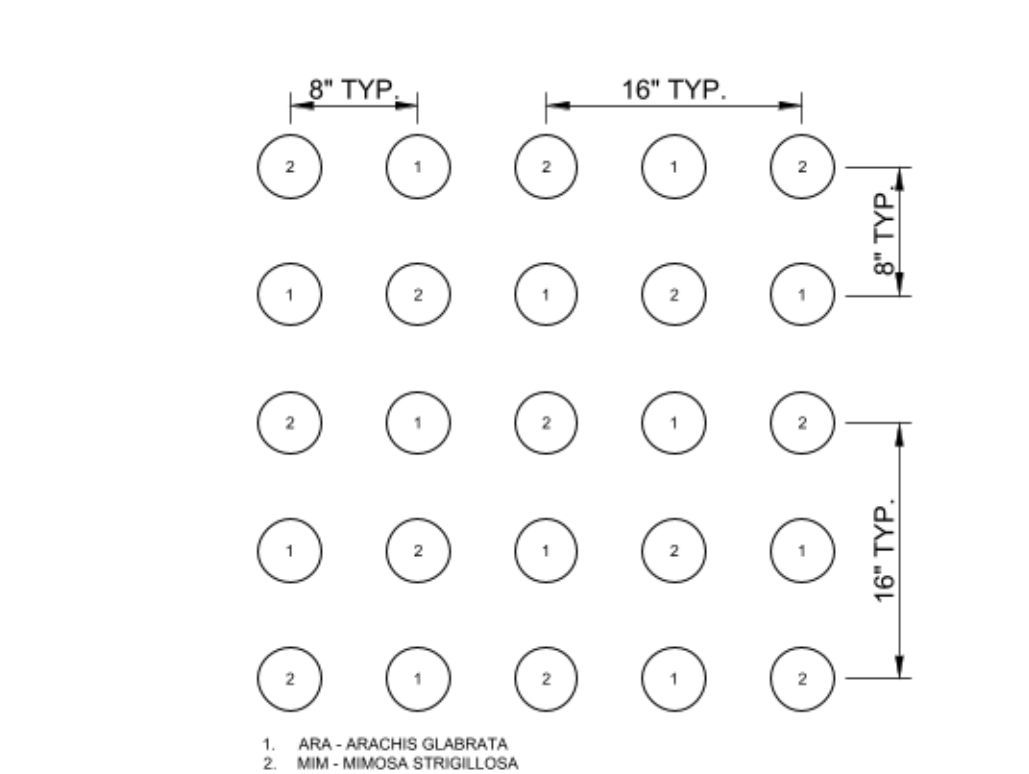 8" TYP. 16" TYP.
2 1 2 1 2
8" TYP.
1 2 1 2 1
2 1 2 1 2
16" TYP.
1 2 1 2 1
2 1 2 1 2
1. ARA - ARACHIS GLABRATA
2. MIM - MIMOSA STRIGILLOSA